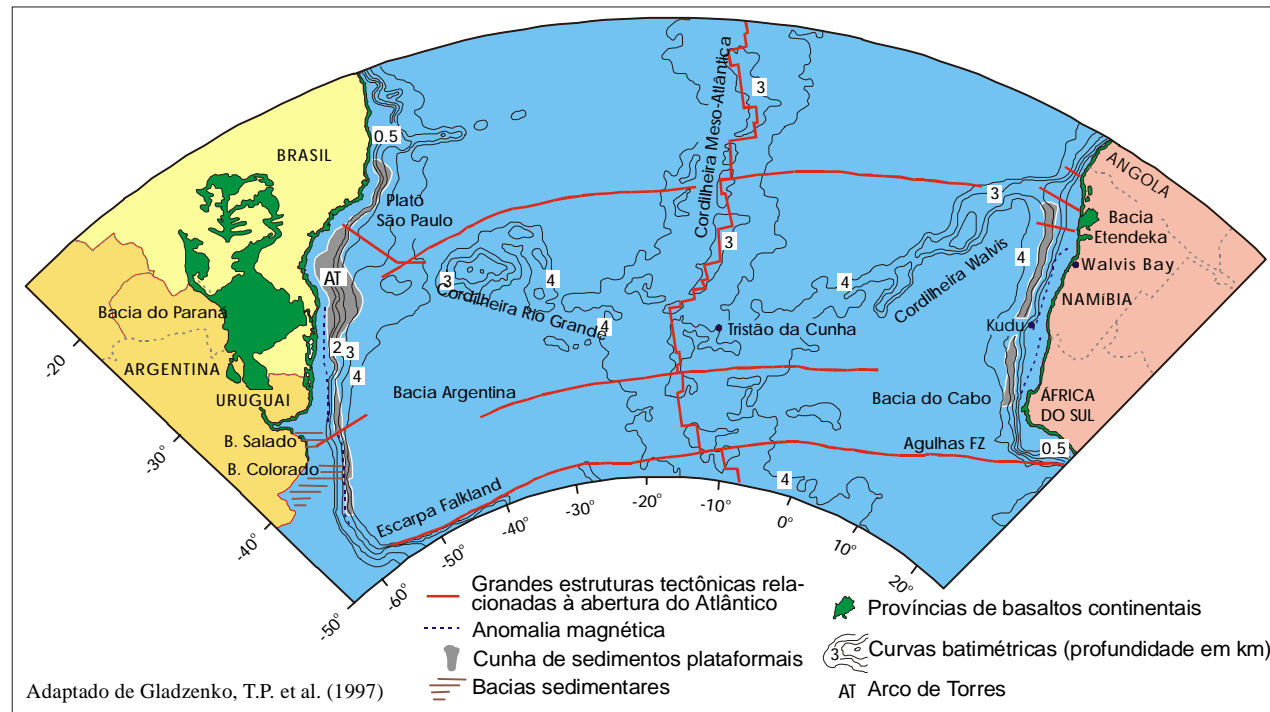 BRASIL
0.5
Platô
São Paulo
Cordilheira Meso-Atlântica
3
3
3
4
ANGOLA
Bacia
Etendeka
Walvis Bay
NAMíBIA
Kudu
Cordilheira Walvis
4
AT
3
4
Cordilheira Rio Grande
4
Tristão da Cunha
Bacia do Paraná
ARGENTINA
URUGUAI
2
3
4
Bacia Argentina
Bacia do Cabo
ÁFRICA
DO SUL
0.5
B. Salado
B. Colorado
Agulhas FZ
Escarpa Falkland
4
-20
-30°
-40°
-50°
-60°
-50°
-40°
-30°
-20°
-10°
0°
10°
20°
Grandes estruturas tectônicas rela-
cionadas à abertura do Atlântico
Anomalia magnética
Cunha de sedimentos plataformais
Bacias sedimentares
Províncias de basaltos continentais
3
Curvas batimétricas (profundidade em km)
AT Arco de Torres
Adaptado de Gladzenko, T.P. et al. (1997)